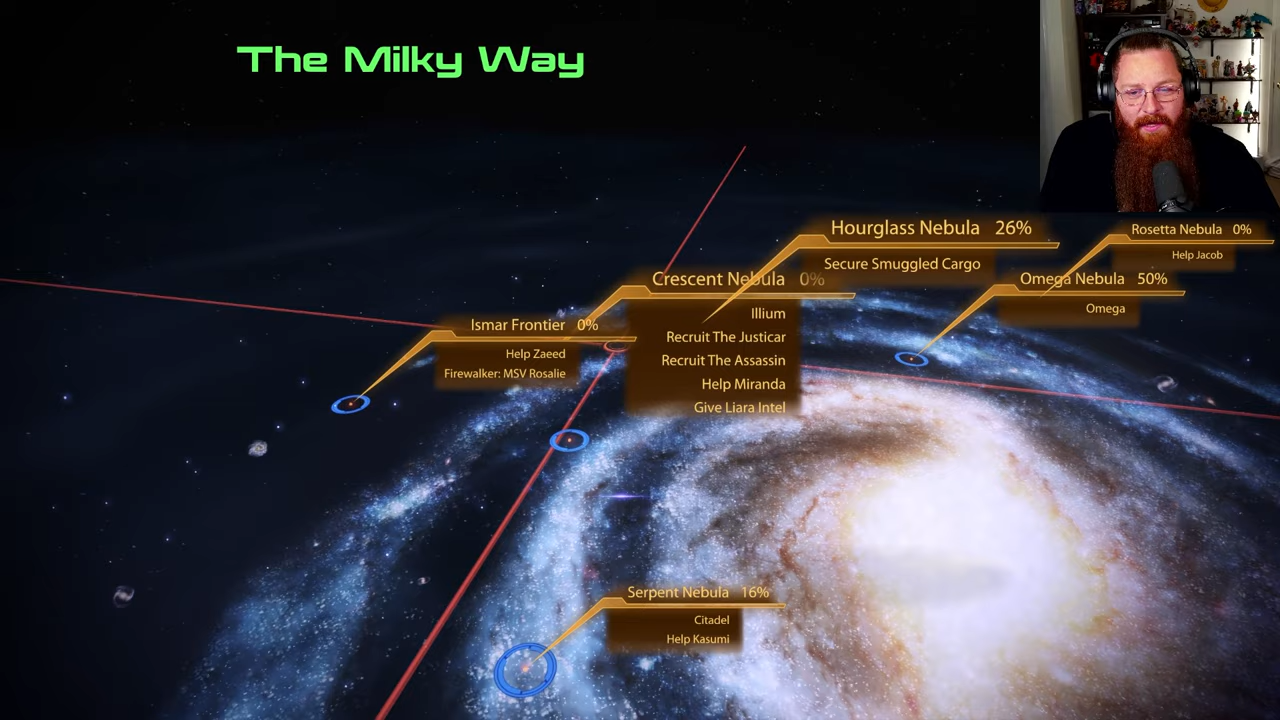 The Milky Way
Hourglass Nebula 26%
Secure Smuggled Cargo
Rosetta Nebula 0%
Help Jacob
Omega Nebula 50%
Omega
Crescent Nebula 0%
Illium
Recruit The Justicar
Recruit The Assassin
Help Miranda
Give Liara Intel
Ismar Frontier 0%
Help Zaeed
Firewalker: MSV Rosalie
Serpent Nebula 16%
Citadel
Help Kasumi